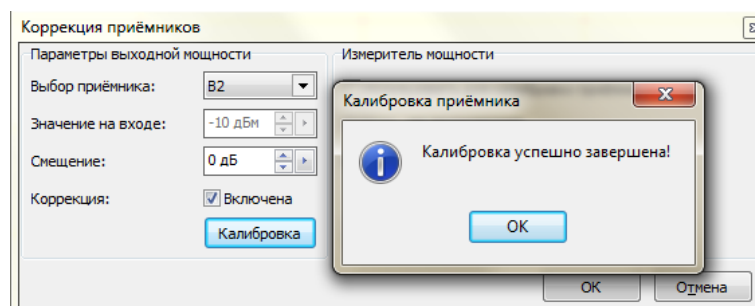 Коррекция приёмников
Параметры выходной мощности
Измеритель мощности
Выбор приёмника:
B2
Значение на входе:
-10 дБм
Смещение:
0 дБ
Коррекция:
Включена
Калибровка
Калибровка приёмника
Калибровка успешно завершена!
OK
OK
Отмена